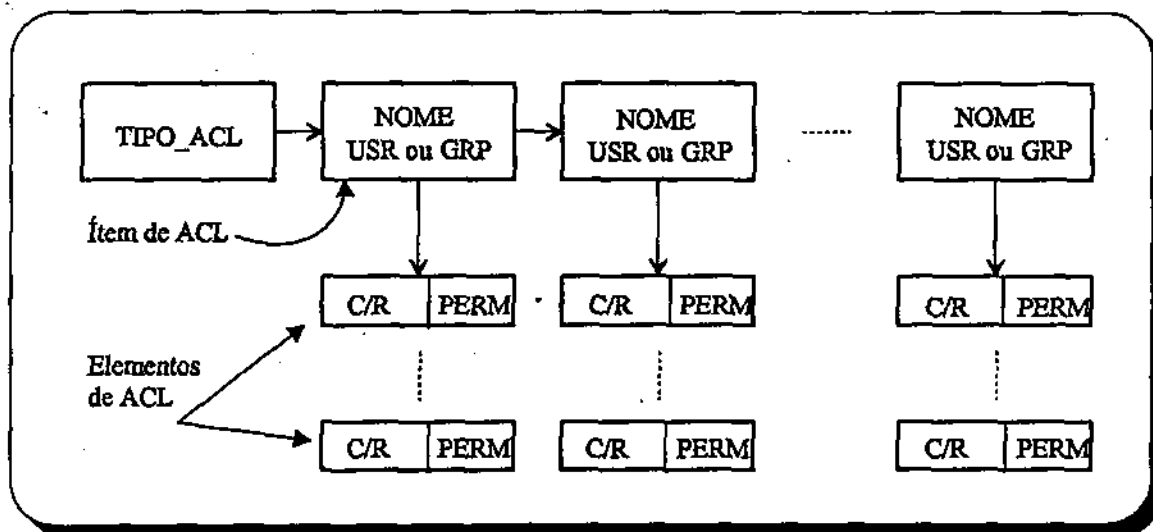 TIPO_ACL
NOME
USR ou GRP
NOME
USR ou GRP
NOME
USR ou GRP
Ítem de ACL
C/R PERM
C/R PERM
C/R PERM
Elementos
de ACL
C/R PERM
C/R PERM
C/R PERM